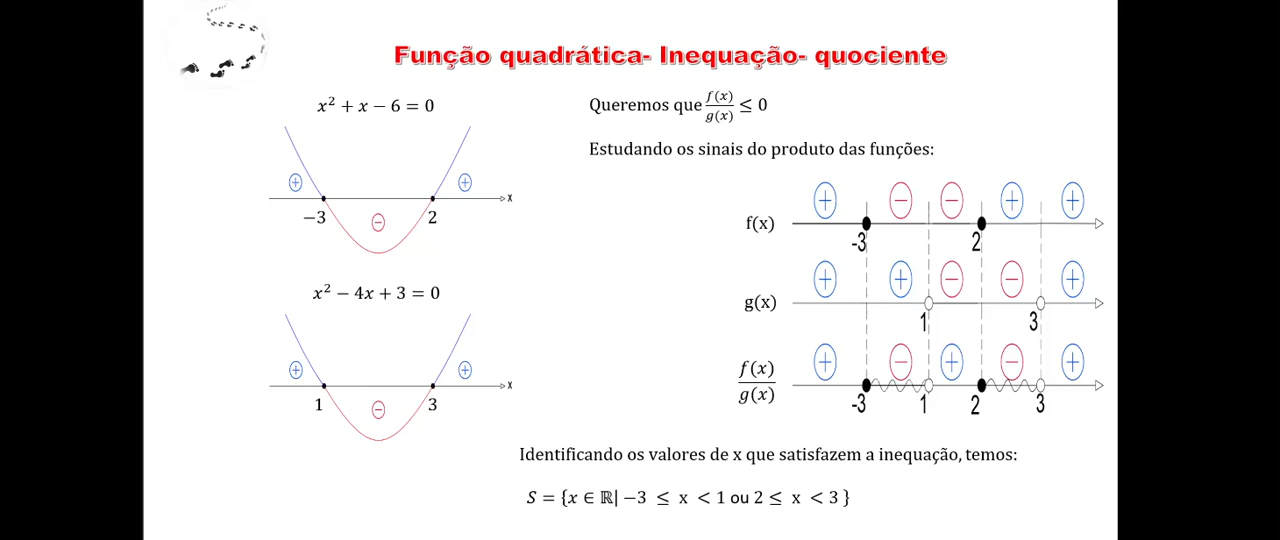 Função quadrática- Inequação- quociente
x² + x − 6 = 0
+ + x
−3 − 2
x² − 4x + 3 = 0
+ + x
1 − 3
Queremos que f(x)/g(x) ≤ 0
Estudando os sinais do produto das funções:
+ − − + +
f(x)
-3 2
+ + − − +
g(x)
1 3
+ − + − +
f(x)/g(x)
-3 1 2 3
Identificando os valores de x que satisfazem a inequação, temos:
S = {x ∈ ℝ| −3 ≤ x < 1 ou 2 ≤ x < 3 }